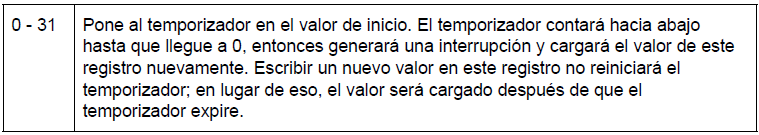 0 - 31
Pone al temporizador en el valor de inicio. El temporizador contará hacia abajo
hasta que llegue a 0, entonces generará una interrupción y cargará el valor de este
registro nuevamente. Escribir un nuevo valor en este registro no reiniciará el
temporizador; en lugar de eso, el valor será cargado después de que el
temporizador expire.